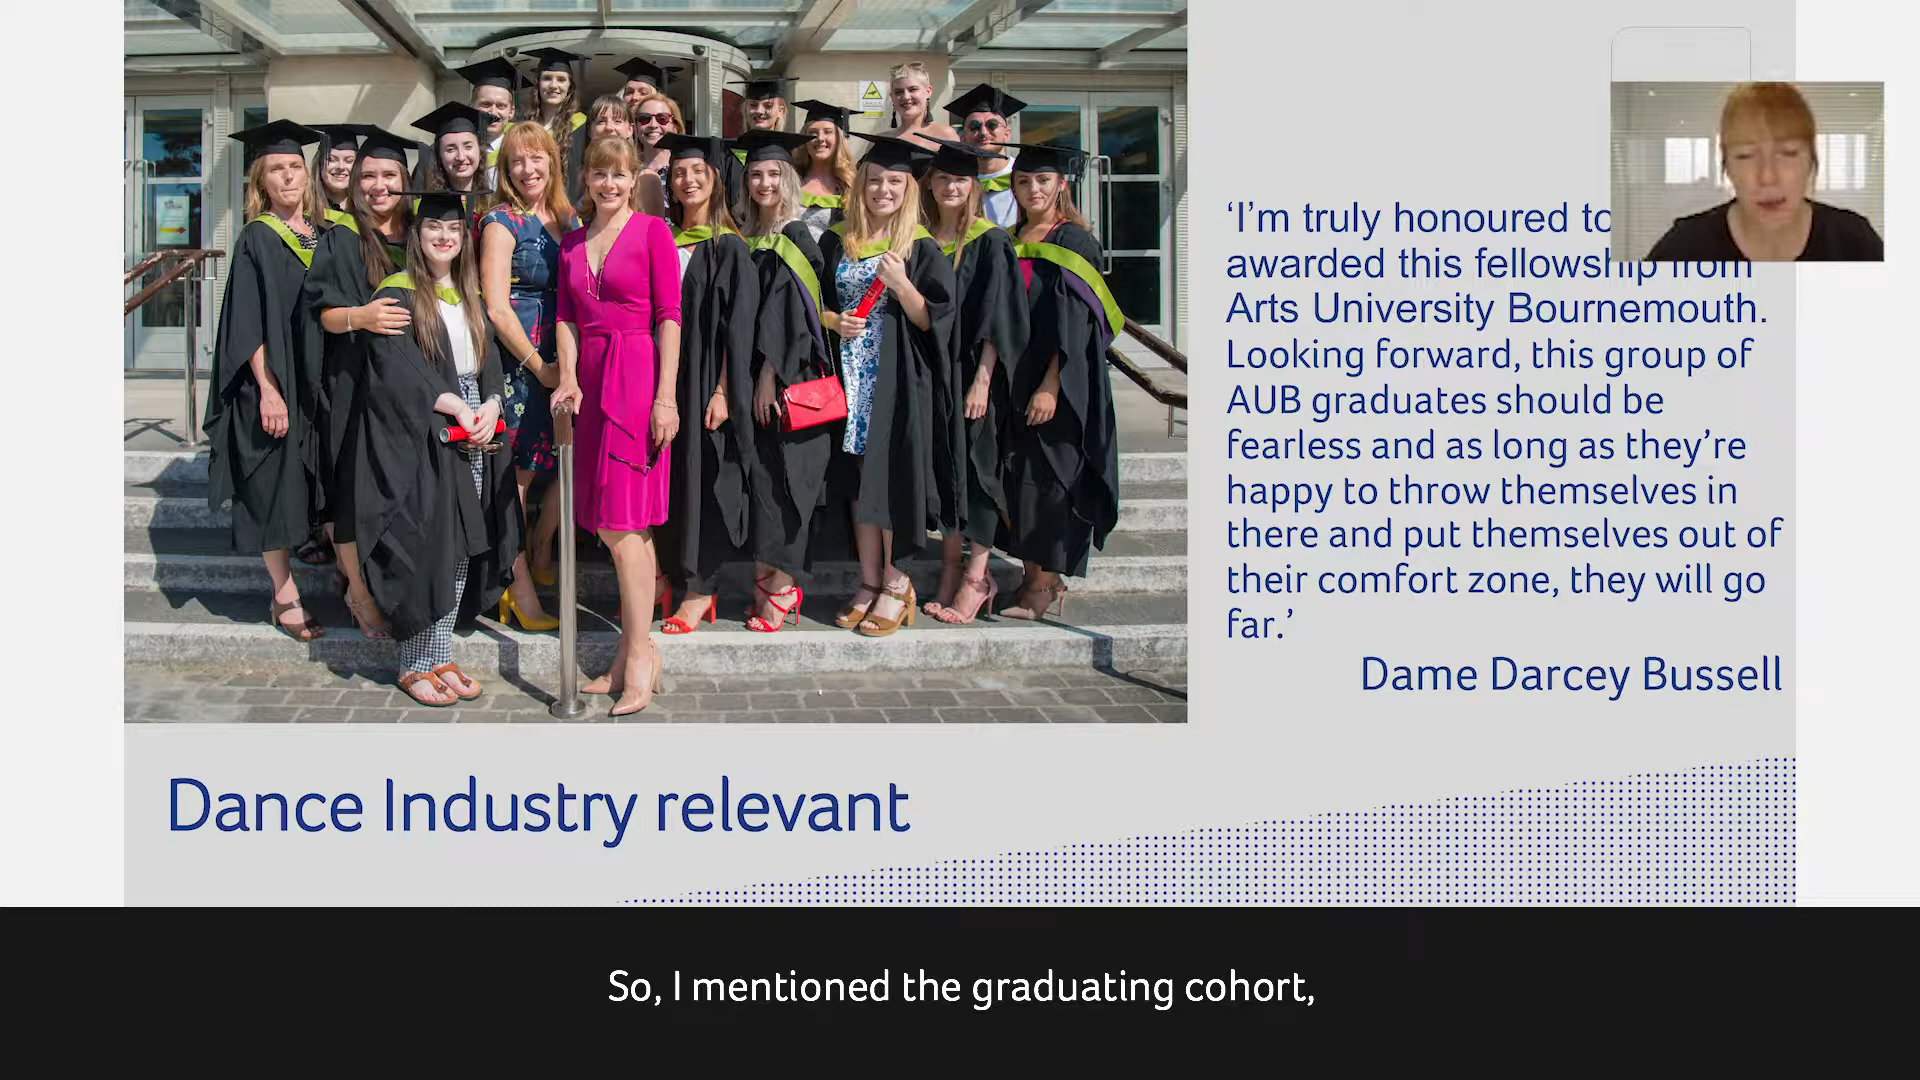 ‘I’m truly honoured to
awarded this fellowship from
Arts University Bournemouth.
Looking forward, this group of
AUB graduates should be
fearless and as long as they’re
happy to throw themselves in
there and put themselves out of
their comfort zone, they will go
far.’
Dame Darcey Bussell
Dance Industry relevant
So, I mentioned the graduating cohort,